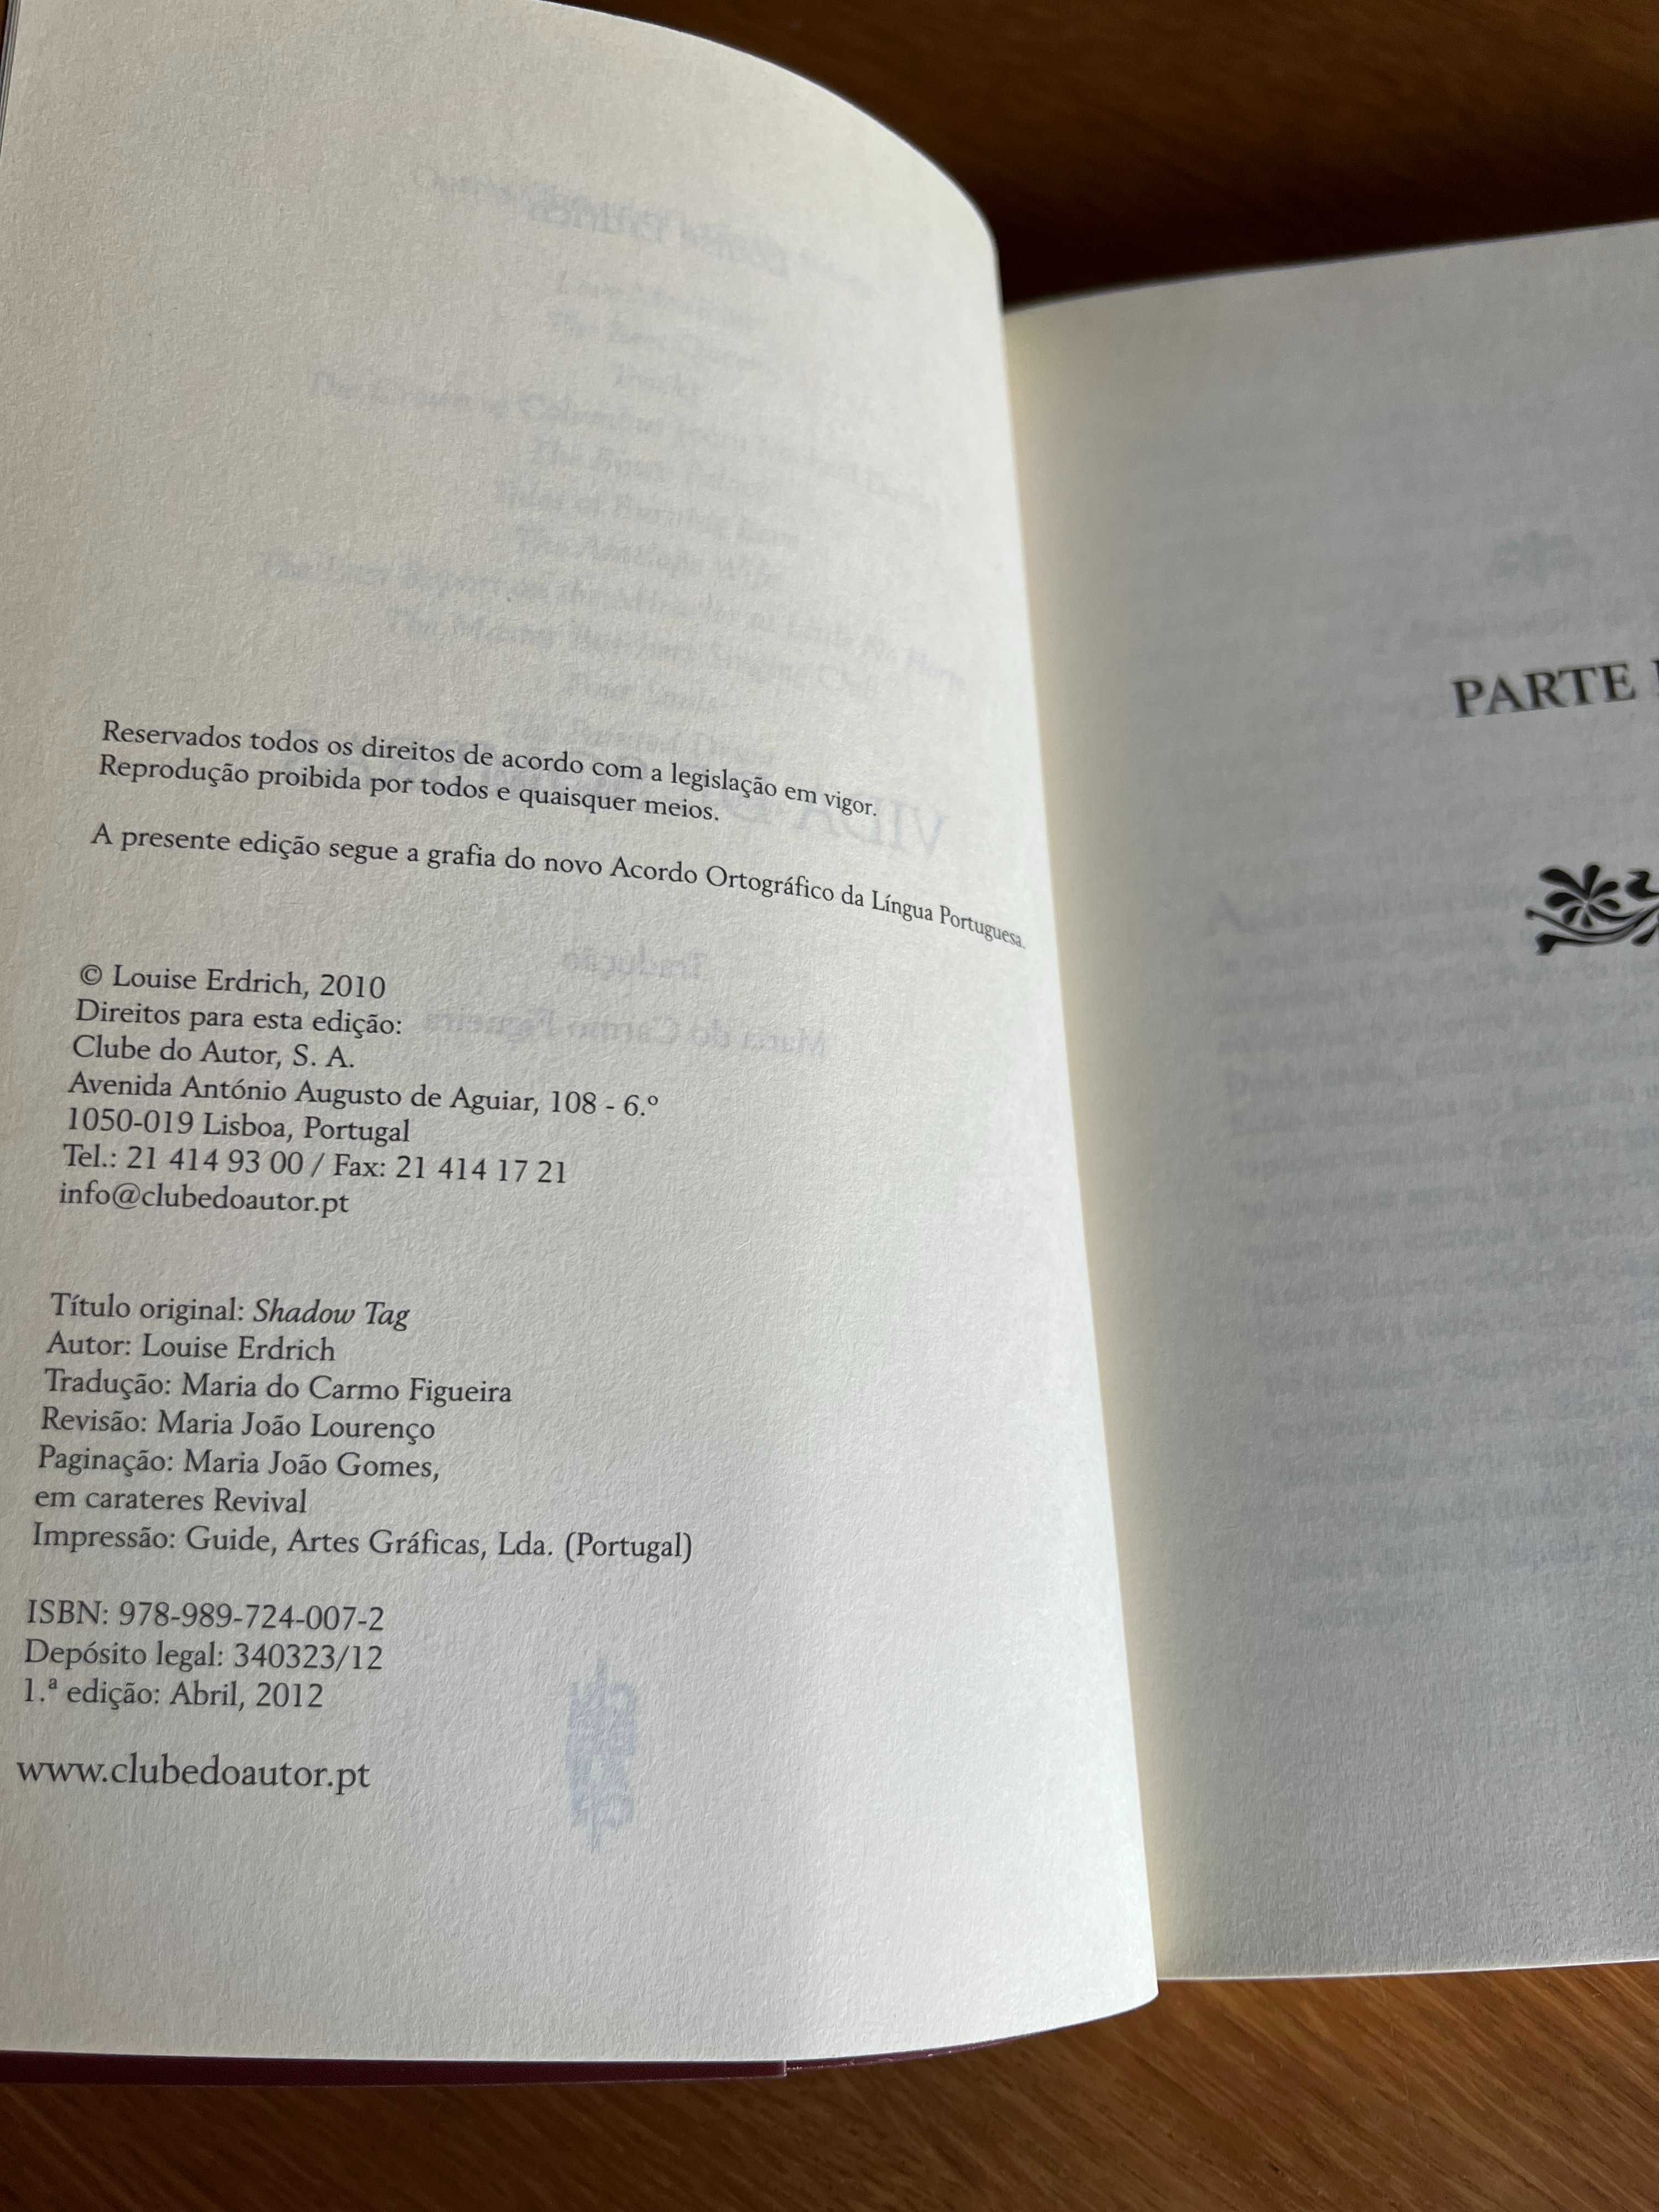 Reservados todos os direitos de acordo com a legislação em vigor.
Reprodução proibida por todos e quaisquer meios.
A presente edição segue a grafia do novo Acordo Ortográfico da Língua Portuguesa.
© Louise Erdrich, 2010
Direitos para esta edição:
Clube do Autor, S. A.
Avenida António Augusto de Aguiar, 108 - 6.º
1050-019 Lisboa, Portugal
Tel.: 21 414 93 00 / Fax: 21 414 17 21
info@clubedoautor.pt
Título original: Shadow Tag
Autor: Louise Erdrich
Tradução: Maria do Carmo Figueira
Revisão: Maria João Lourenço
Paginação: Maria João Gomes,
em carateres Revival
Impressão: Guide, Artes Gráficas, Lda. (Portugal)
ISBN: 978-989-724-007-2
Depósito legal: 340323/12
1.ª edição: Abril, 2012
www.clubedoautor.pt
PARTE